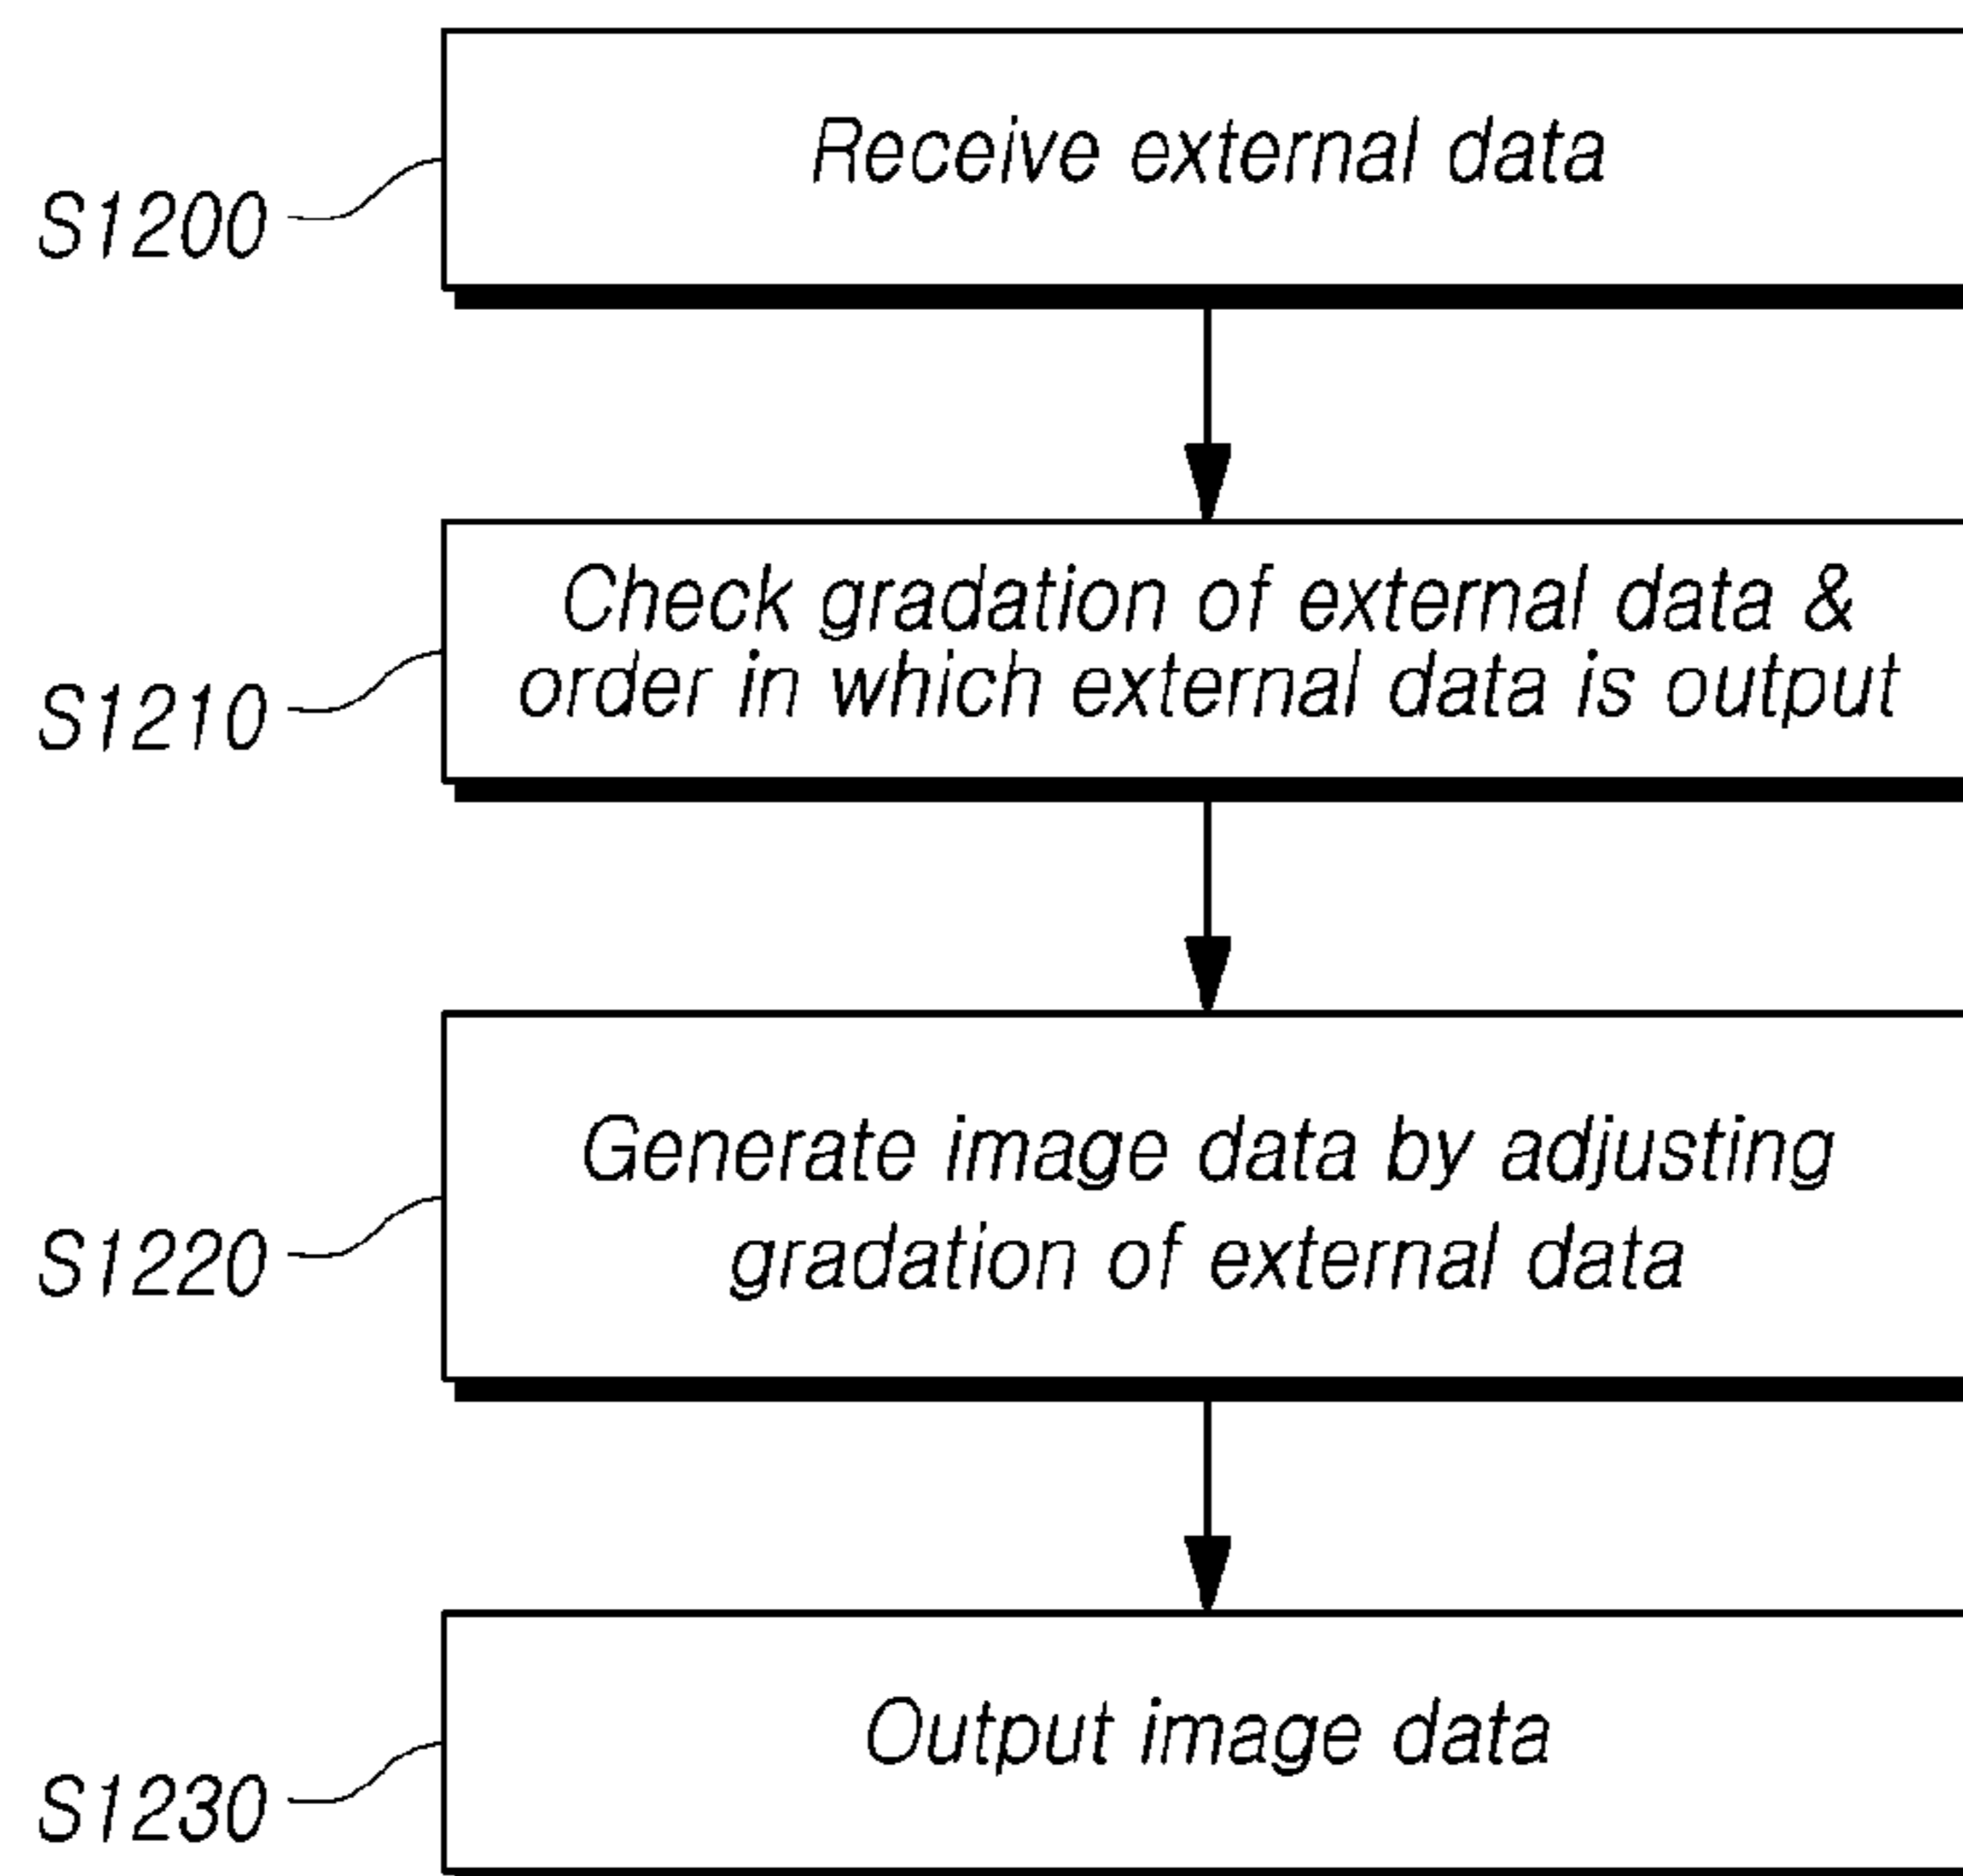 Receive external data
S1200
Check gradation of external data &
order in which external data is output
S1210
Generate image data by adjusting
gradation of external data
S1220
Output image data
S1230